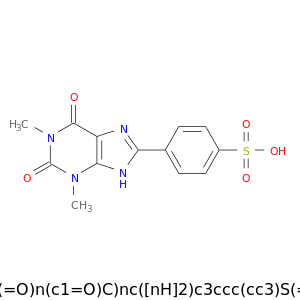 O
H₃C
N
N
O
S
OH
O
N
N
H
O
CH₃
(=O)n(c1=O)C)nc([nH]2)c3ccc(cc3)S(=